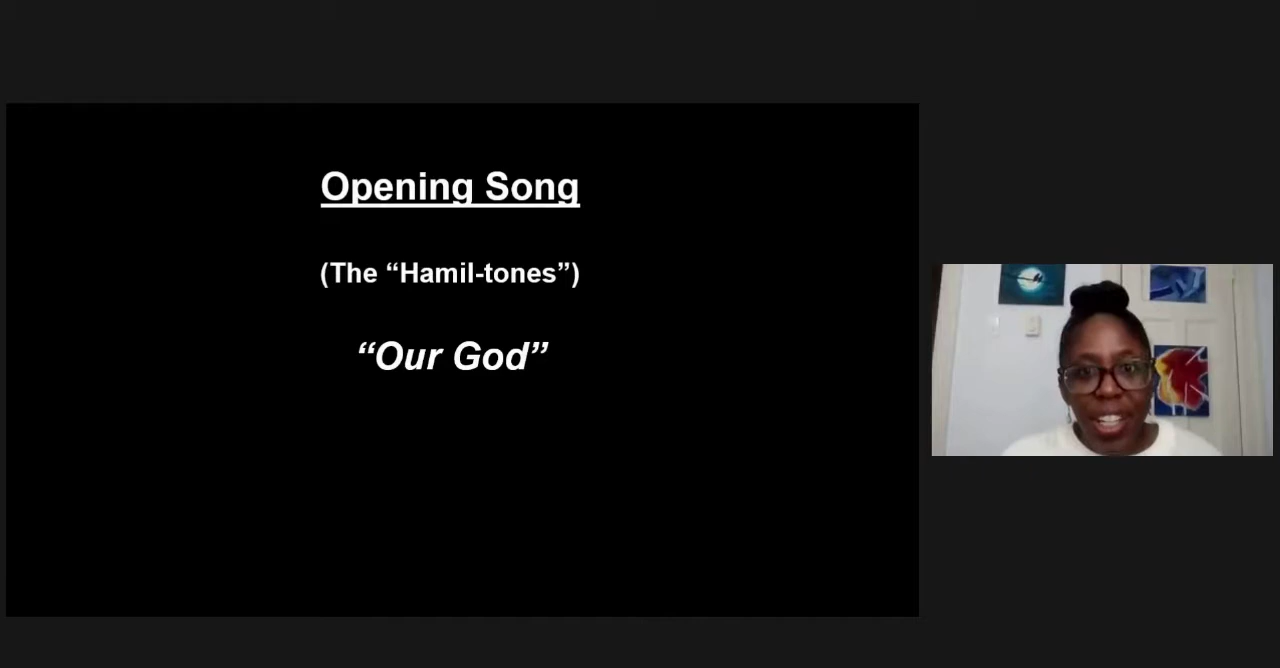 Opening Song
(The “Hamil-tones”)
“Our God”